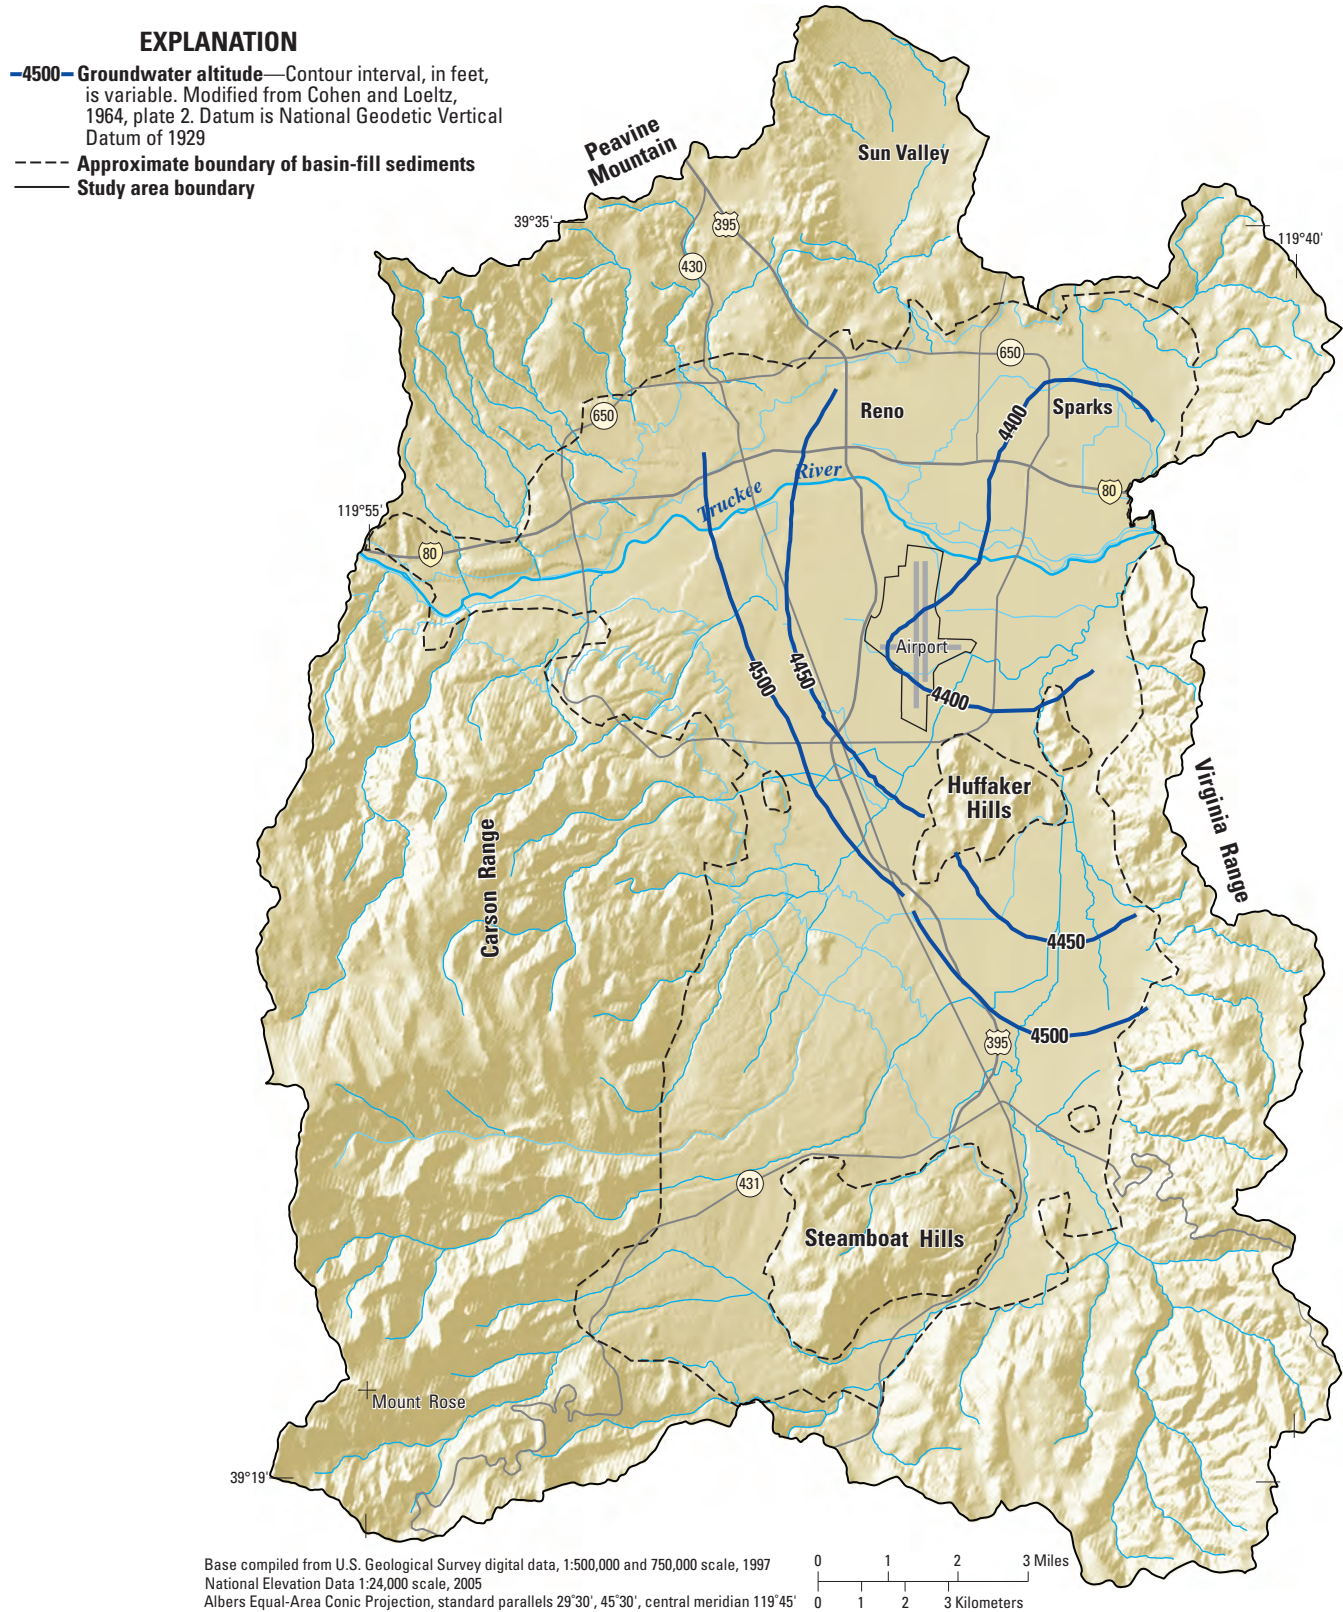 EXPLANATION
4500 Groundwater altitude—Contour interval, in feet,
is variable. Modified from Cohen and Loeltz,
1964, plate 2. Datum is National Geodetic Vertical
Datum of 1929
Approximate boundary of basin-fill sediments
Study area boundary
Peavine
Mountain
Sun Valley
39°35'
395
119°40'
430
650
Reno
4400
Sparks
650
River
Truckee
80
119°55'
80
Airport
4500
4450
4400
Huffaker
Hills
Virginia Range
Carson Range
4450
4500
395
431
Steamboat Hills
Mount Rose
39°19'
Base compiled from U.S. Geological Survey digital data, 1:500,000 and 750,000 scale, 1997
National Elevation Data 1:24,000 scale, 2005
Albers Equal-Area Conic Projection, standard parallels 29°30', 45°30', central meridian 119°45'
0 1 2 3 Miles
0 1 2 3 Kilometers